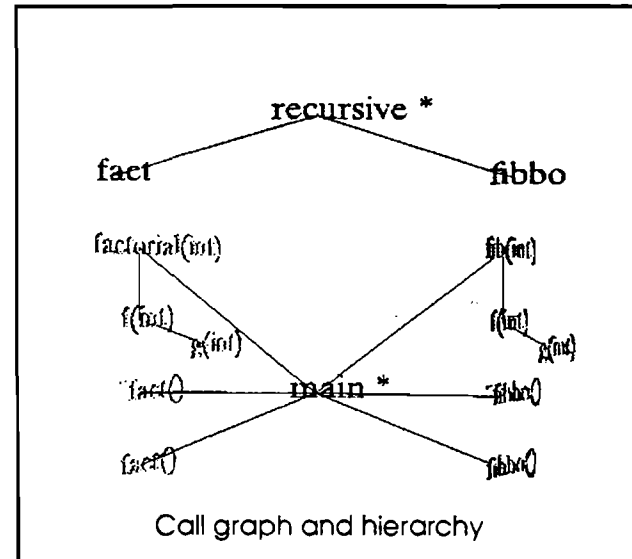 recursive *
fact
fibbo
factorial(int)
fib(int)
f(int)
f(int)
g(int)
g(int)
~fact()
main *
~fibbo()
fact()
fibbo()
Call graph and hierarchy